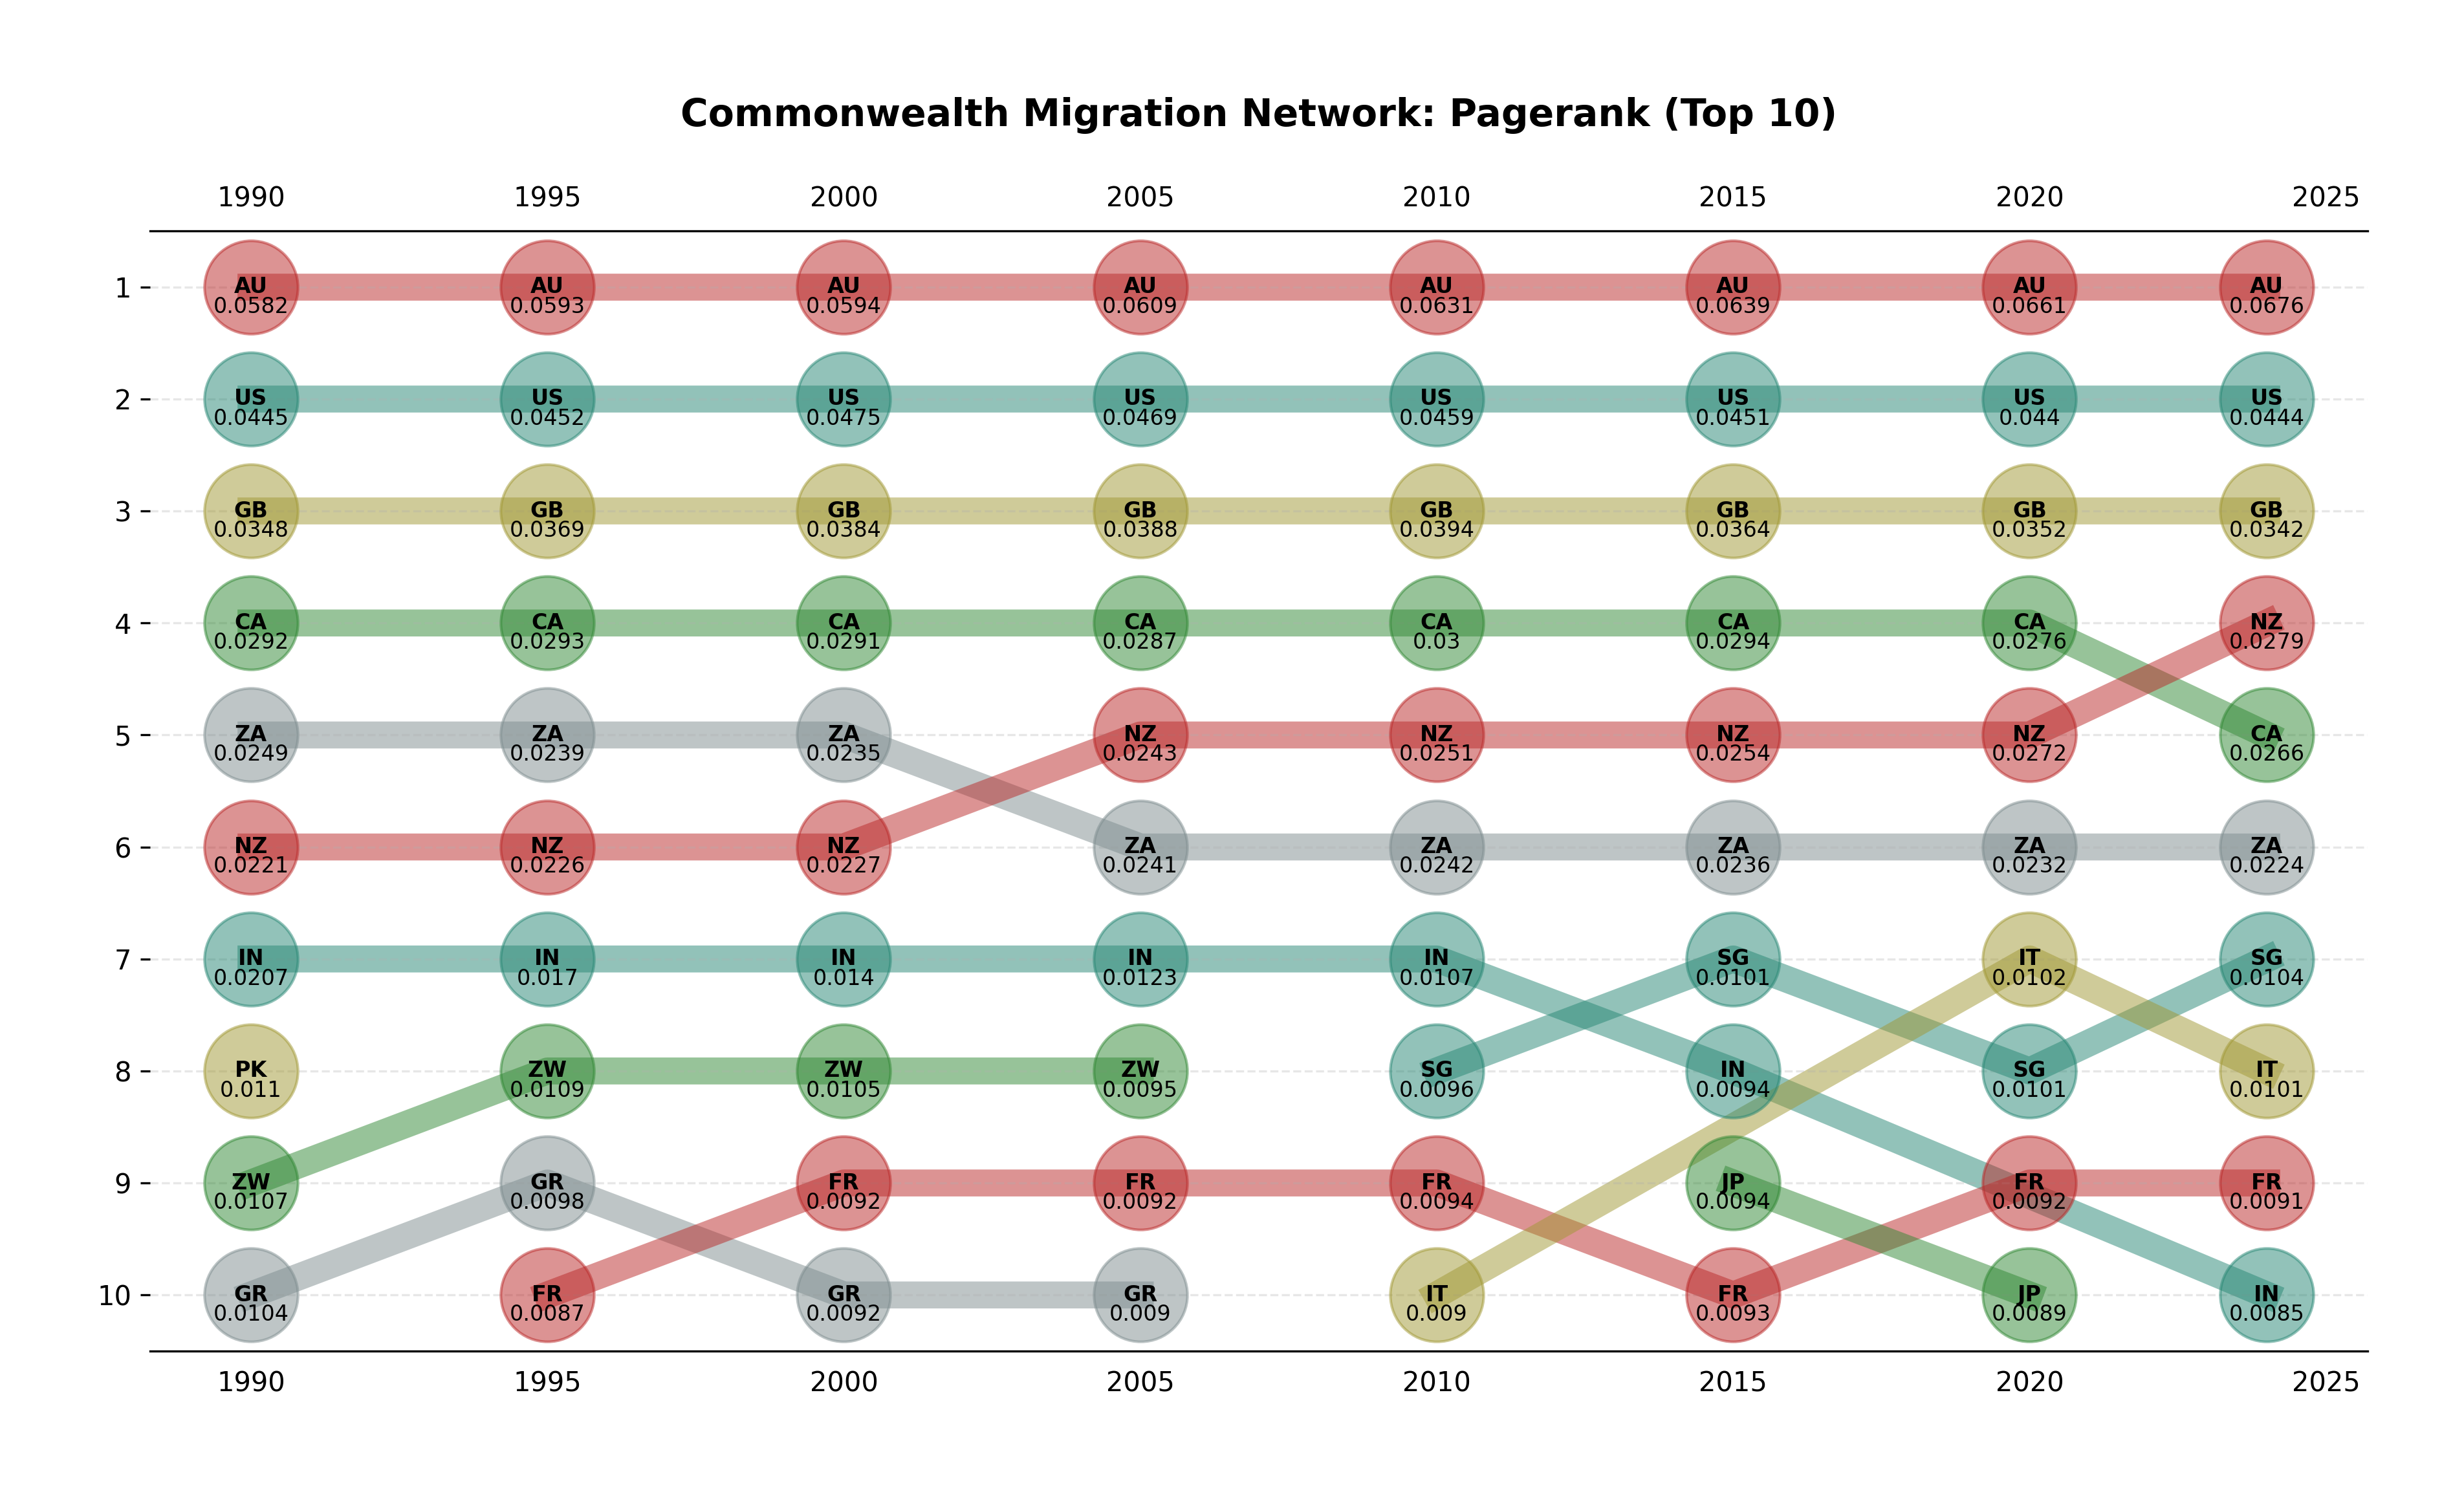 Commonwealth Migration Network: Pagerank (Top 10)
1990 1995 2000 2005 2010 2015 2020 2025
1 AU AU AU AU AU AU AU AU
0.0582 0.0593 0.0594 0.0609 0.0631 0.0639 0.0661 0.0676
2 US US US US US US US US
0.0445 0.0452 0.0475 0.0469 0.0459 0.0451 0.044 0.0444
3 GB GB GB GB GB GB GB GB
0.0348 0.0369 0.0384 0.0388 0.0394 0.0364 0.0352 0.0342
4 CA CA CA CA CA CA CA NZ
0.0292 0.0293 0.0291 0.0287 0.03 0.0294 0.0276 0.0279
5 ZA ZA ZA NZ NZ NZ NZ CA
0.0249 0.0239 0.0235 0.0243 0.0251 0.0254 0.0272 0.0266
6 NZ NZ NZ ZA ZA ZA ZA ZA
0.0221 0.0226 0.0227 0.0241 0.0242 0.0236 0.0232 0.0224
7 IN IN IN IN IN SG IT SG
0.0207 0.017 0.014 0.0123 0.0107 0.0101 0.0102 0.0104
8 PK ZW ZW ZW SG IN SG IT
0.011 0.0109 0.0105 0.0095 0.0096 0.0094 0.0101 0.0101
9 ZW GR FR FR FR JP FR FR
0.0107 0.0098 0.0092 0.0092 0.0094 0.0094 0.0092 0.0091
10 GR FR GR GR IT FR JP IN
0.0104 0.0087 0.0092 0.009 0.009 0.0093 0.0089 0.0085
1990 1995 2000 2005 2010 2015 2020 2025